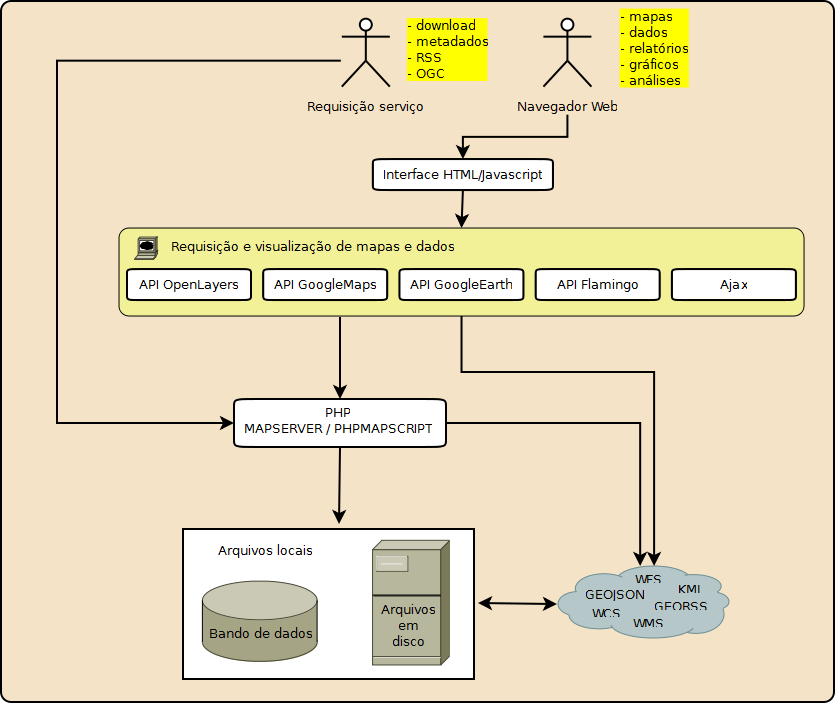 - download
- metadados
- RSS
- OGC
Requisição serviço
- mapas
- dados
- relatórios
- gráficos
- análises
Navegador Web
Interface HTML/Javascript
Requisição e visualização de mapas e dados
API OpenLayers
API GoogleMaps
API GoogleEarth
API Flamingo
Ajax
PHP
MAPSERVER / PHPMAPSCRIPT
Arquivos locais
Bando de dados
Arquivos
em
disco
WFS
KML
GEOJSON
GEORSS
WCS
WMS